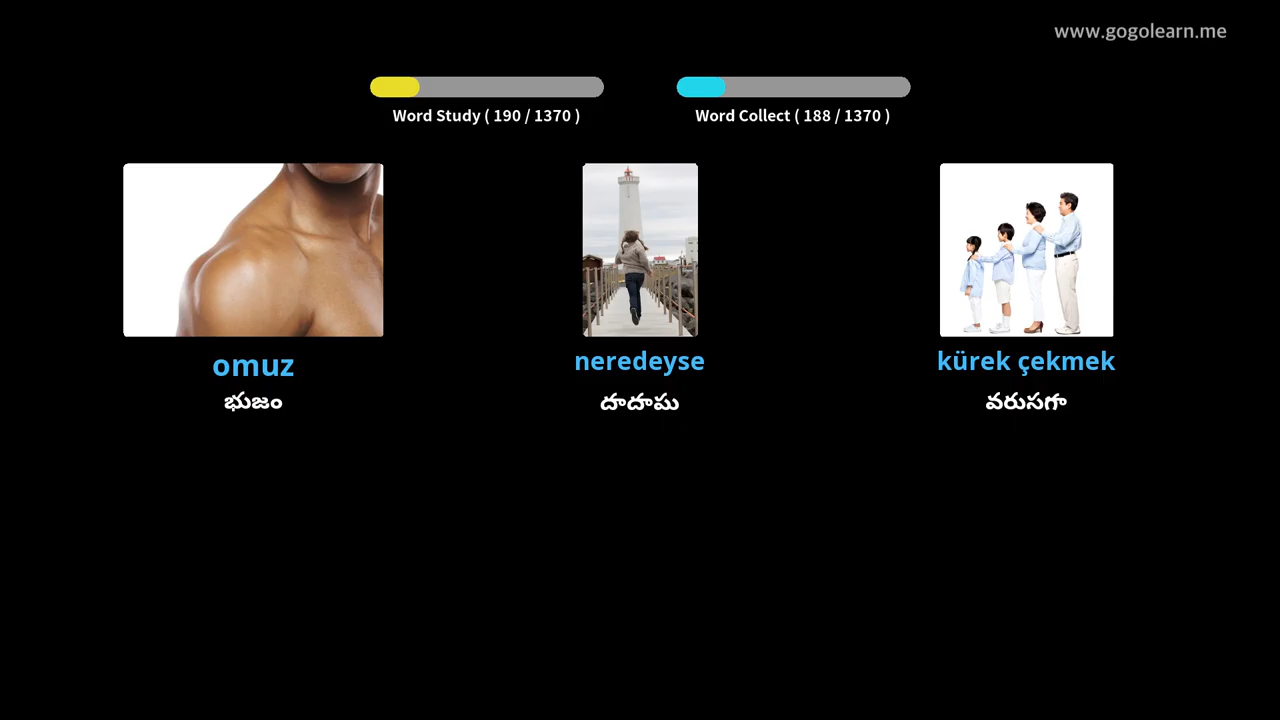 www.gogolearn.me
Word Study ( 190 / 1370 )
Word Collect ( 188 / 1370 )
omuz
neredeyse
kürek çekmek
భుజం
దాదాపు
వరుసగా